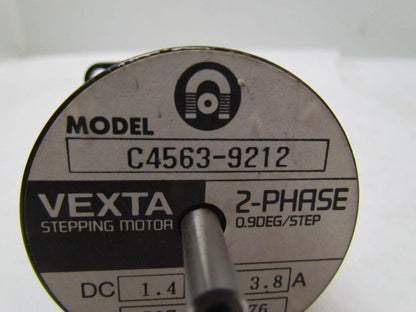 MODEL
C4563-9212
VEXTA 2-PHASE
STEPPING MOTOR 0.9DEG/STEP
DC 1.4 3.8 A